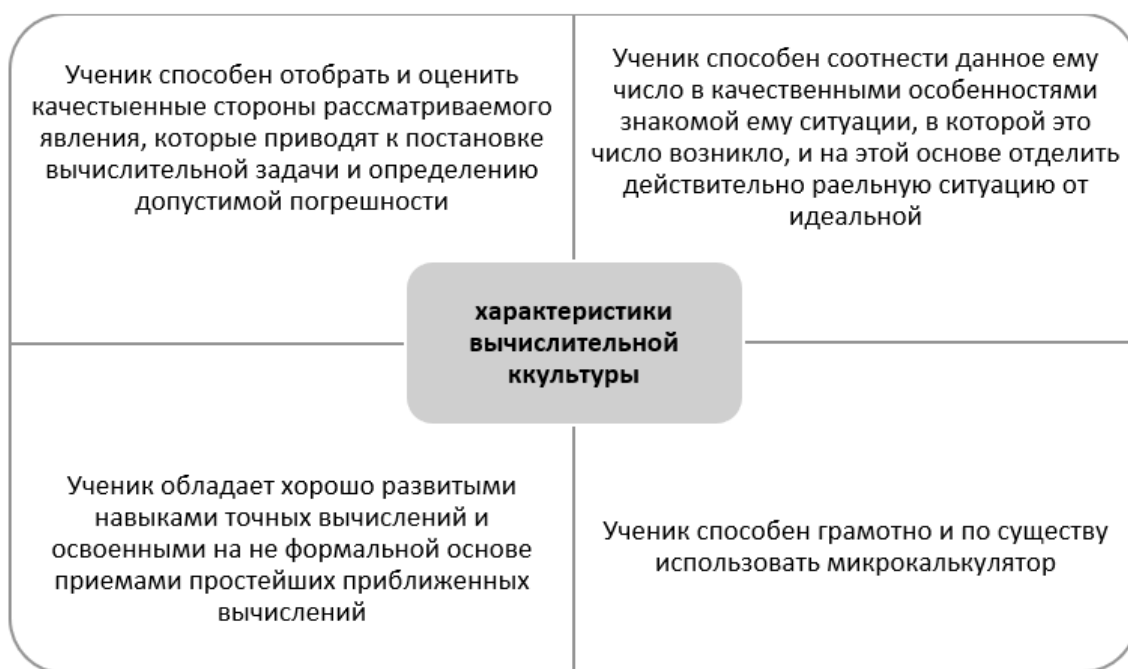 Ученик способен отобрать и оценить
качестыенные стороны рассматриваемого
явления, которые приводят к постановке
вычислительной задачи и определению
допустимой погрешности
Ученик способен соотнести данное ему
число в качественными особенностями
знакомой ему ситуации, в которой это
число возникло, и на этой основе отделить
действительно раельную ситуацию от
идеальной
характеристики
вычислительной
ккультуры
Ученик обладает хорошо развитыми
навыками точных вычислений и
освоенными на не формальной основе
приемами простейших приближенных
вычислений
Ученик способен грамотно и по существу
использовать микрокалькулятор